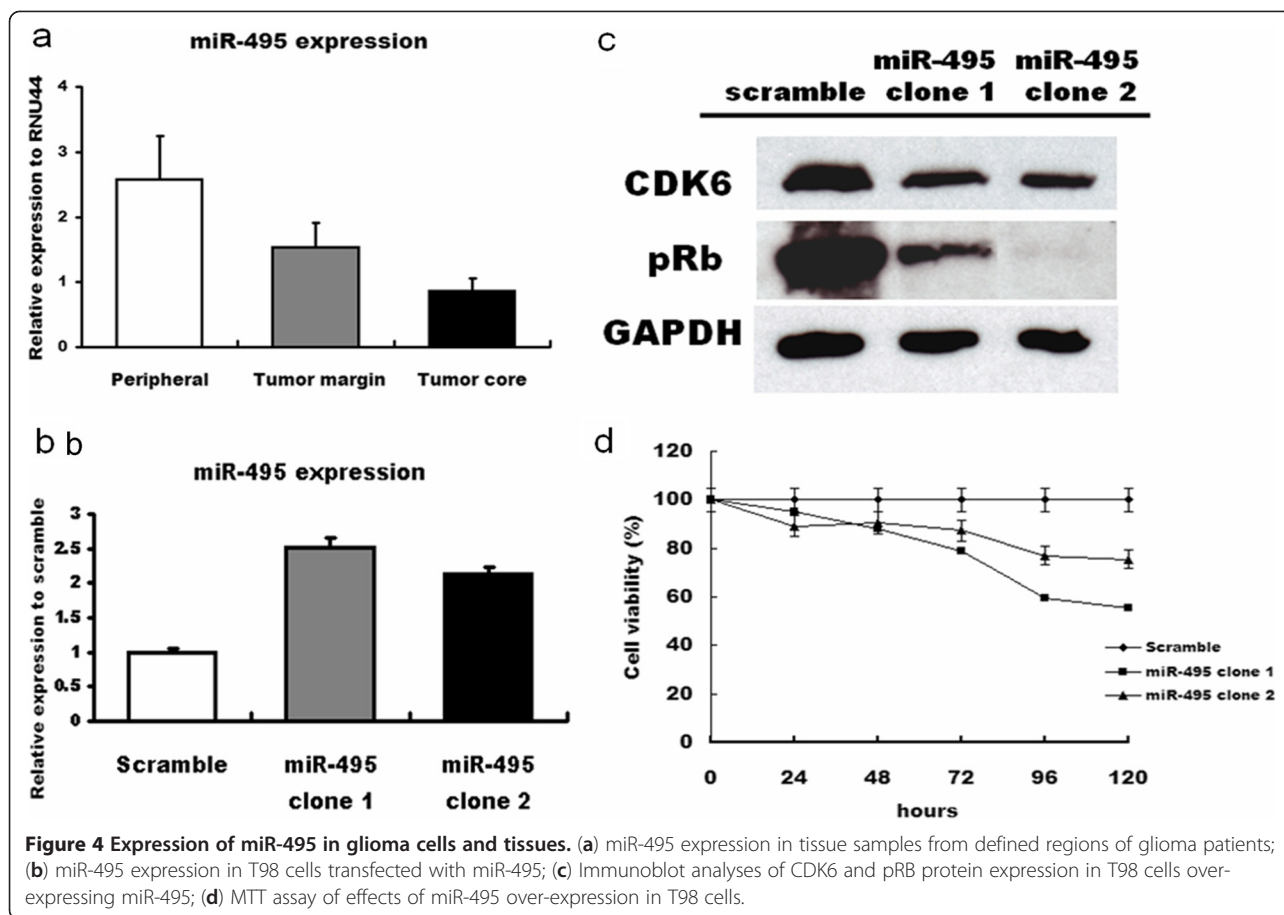 a
miR-495 expression
Relative expression to RNU44
4
3
2
1
0
Peripheral Tumor margin Tumor core
b b
miR-495 expression
Relative expression to scramble
3
2.5
2
1.5
1
0.5
0
Scramble miR-495 miR-495
clone 1 clone 2
c
miR-495 miR-495
scramble clone 1 clone 2
CDK6
pRb
GAPDH
d
Cell viability (%)
120
100
80
60
40
20
0
0 24 48 72 96 120
hours
Scramble
miR-495 clone 1
miR-495 clone 2
Figure 4 Expression of miR-495 in glioma cells and tissues. (a) miR-495 expression in tissue samples from defined regions of glioma patients;
(b) miR-495 expression in T98 cells transfected with miR-495; (c) Immunoblot analyses of CDK6 and pRB protein expression in T98 cells over-
expressing miR-495; (d) MTT assay of effects of miR-495 over-expression in T98 cells.